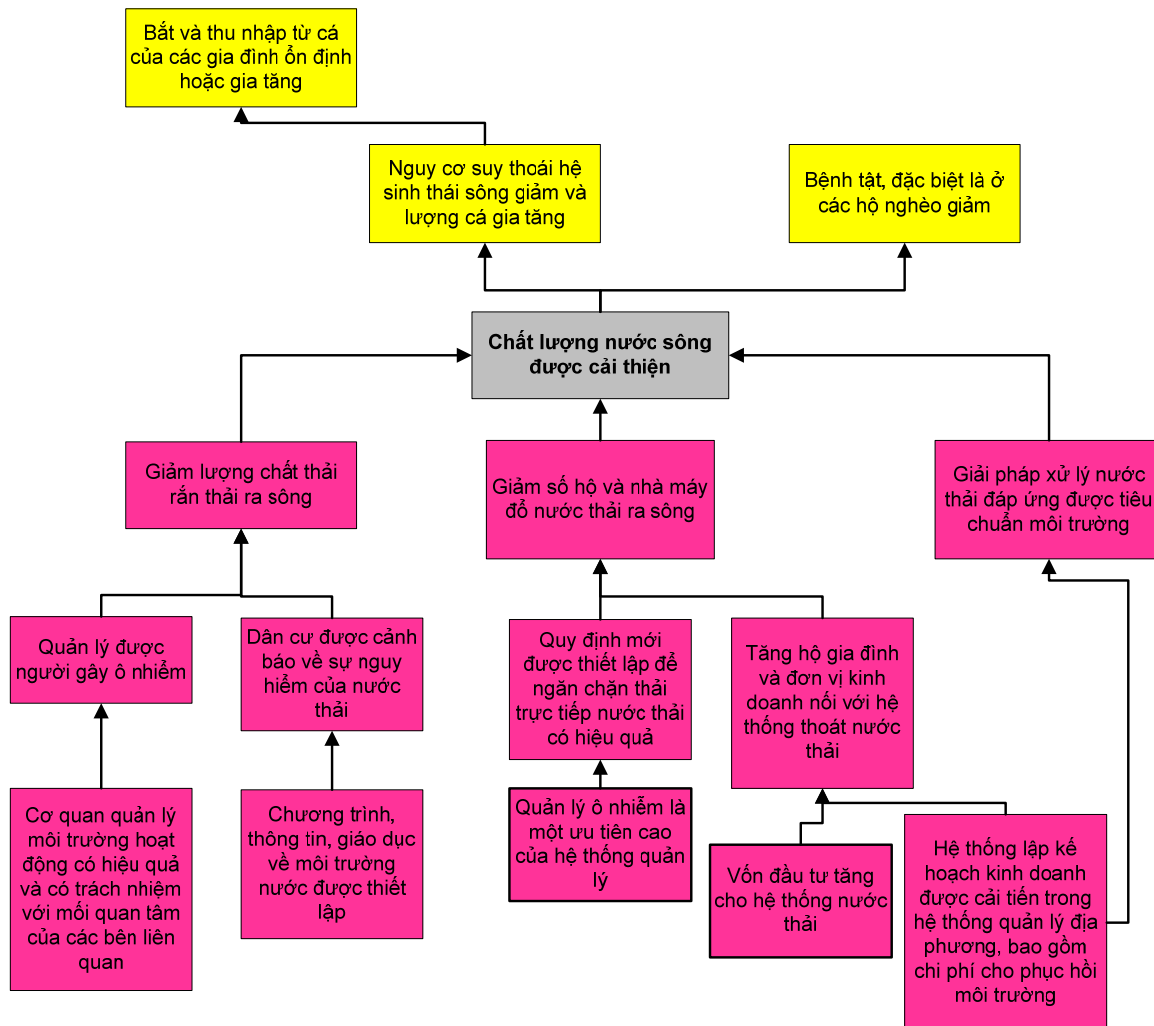 Bắt và thu nhập từ cá
của các gia đình ổn định
hoặc gia tăng
Nguy cơ suy thoái hệ
sinh thái sông giảm và
lượng cá gia tăng
Bệnh tật, đặc biệt là ở
các hộ nghèo giảm
Chất lượng nước sông
được cải thiện
Giảm lượng chất thải
rắn thải ra sông
Giảm số hộ và nhà máy
đổ nước thải ra sông
Giải pháp xử lý nước
thải đáp ứng được tiêu
chuẩn môi trường
Quản lý được
người gây ô nhiểm
Dân cư được cảnh
báo về sự nguy
hiểm của nước
thải
Quy định mới
được thiết lập để
ngăn chặn thải
trực tiếp nước thải
có hiệu quả
Tăng hộ gia đình
và đơn vị kinh
doanh nối với hệ
thống thoát nước
thải
Cơ quan quản lý
môi trường hoạt
động có hiệu quả
và có trách nhiệm
với mối quan tâm
của các bên liên
quan
Chương trình,
thông tin, giáo dục
về môi trường
nước được thiết
lập
Quản lý ô nhiễm là
một ưu tiên cao
của hệ thống quản
lý
Vốn đầu tư tăng
cho hệ thống nước
thải
Hệ thống lập kế
hoạch kinh doanh
được cải tiến trong
hệ thống quản lý địa
phương, bao gồm
chi phí cho phục hồi
môi trường